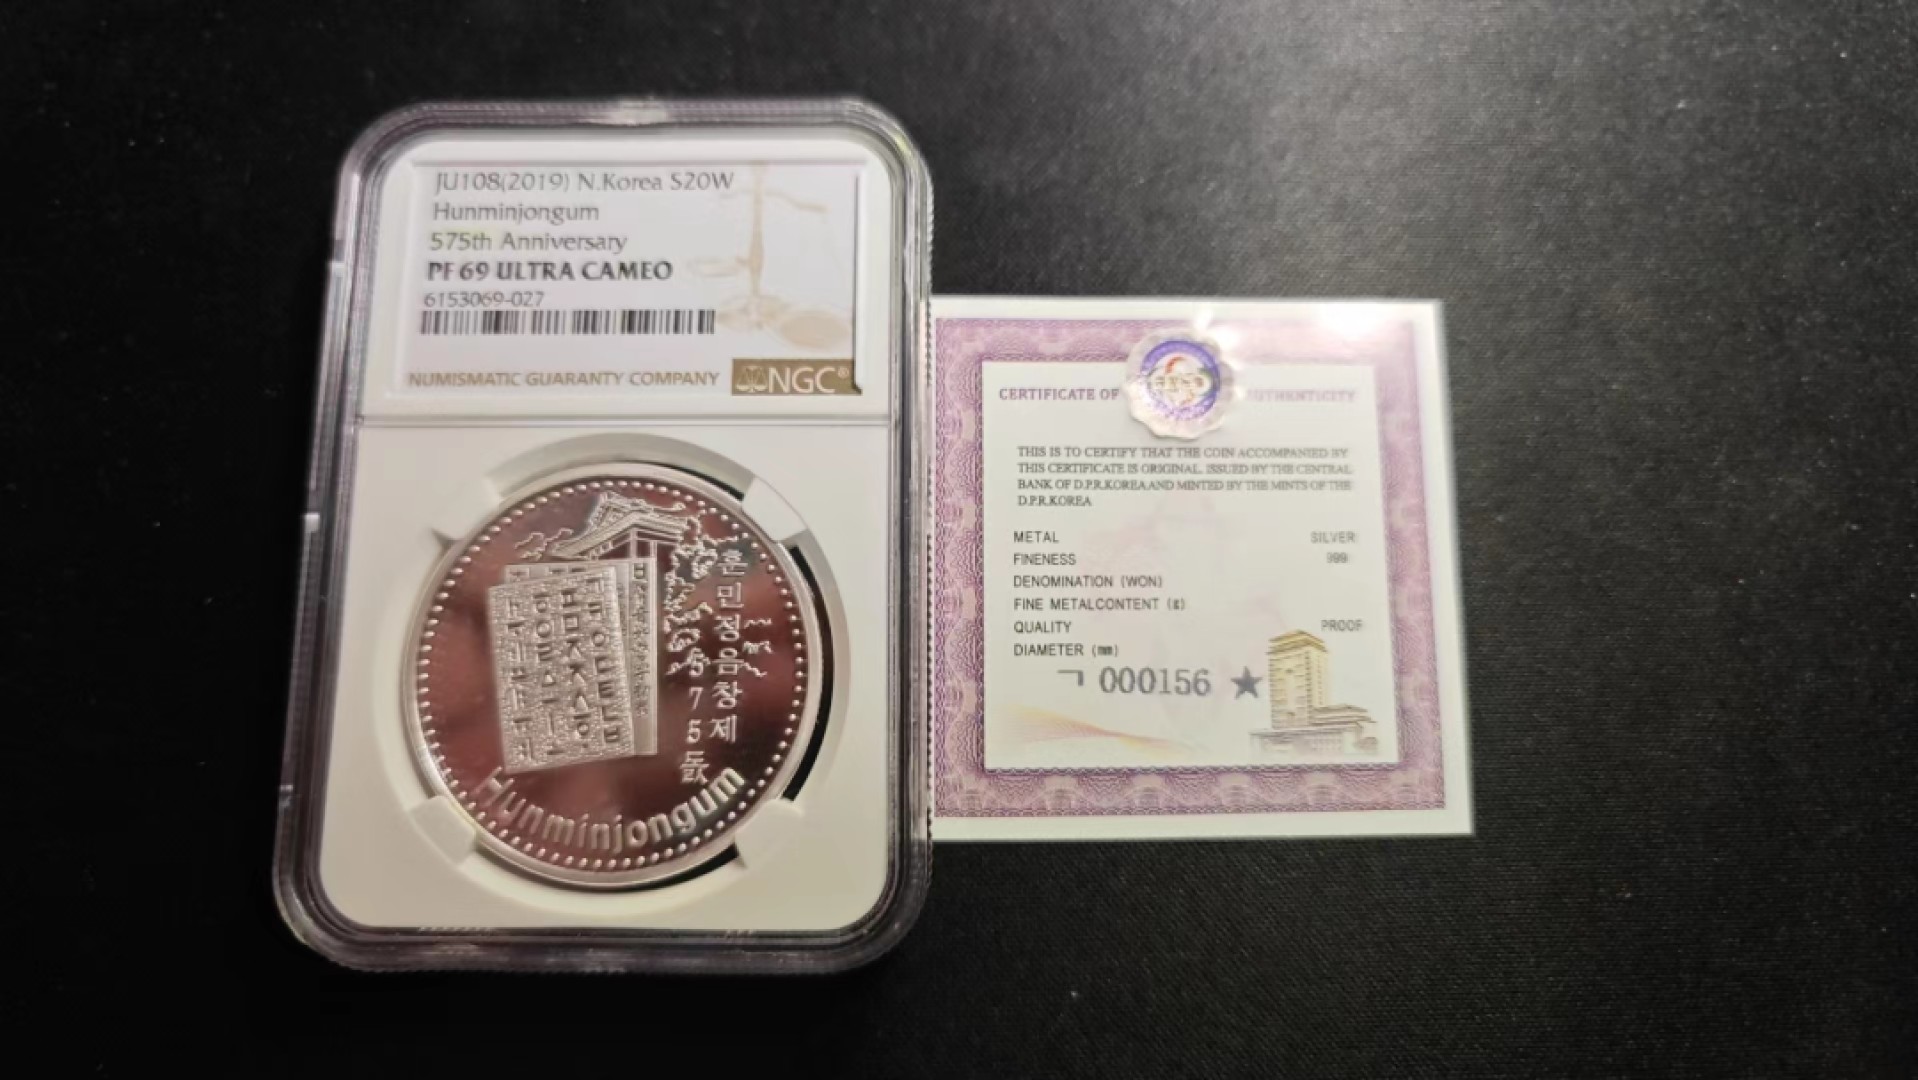 JU108(2019) N.Korea S20W
Hunminjongum
575th Anniversary
PF 69 ULTRA CAMEO
6153069-027
NUMISMATIC GUARANTY COMPANY
NGC®
훈민정음창제
575돐
Hunminjongum
CERTIFICATE OF AUTHENTICITY
THIS IS TO CERTIFY THAT THE COIN ACCOMPANIED BY
THIS CERTIFICATE IS ORIGINAL, ISSUED BY THE CENTRAL
BANK OF D.P.R.KOREA AND MINTED BY THE MINTS OF THE
D.P.R.KOREA
METAL SILVER
FINENESS 999
DENOMINATION (WON)
FINE METALCONTENT (g)
QUALITY PROOF
DIAMETER (mm)
ㄱ 000156 ★